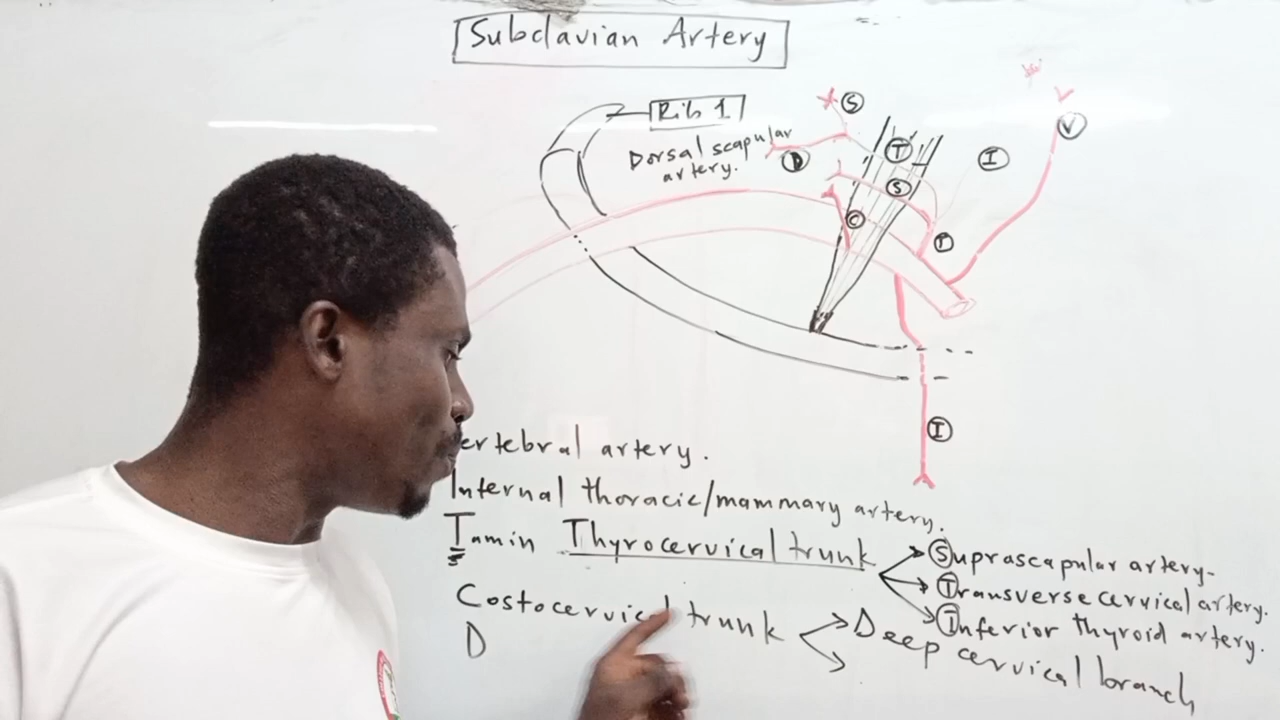 Subclavian Artery
Rib 1
Dorsal scapular
artery.
S
D
T
I
V
S
C
T
I
ertebral artery.
Internal thoracic/mammary artery.
Tamin Thyrocervical trunk
Suprascapular artery.
Transverse cervical artery.
Inferior thyroid artery.
Costocervical trunk
Deep cervical branch
D